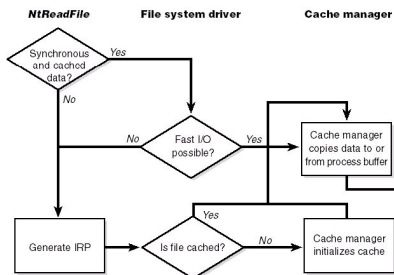 NtReadFile
File system driver
Cache manager
Synchronous
and cached
data?
Yes
No
Fast I/O
possible?
No
Yes
Cache manager
copies data to or
from process buffer
Generate IRP
Is file cached?
Yes
No
Cache manager
initializes cache